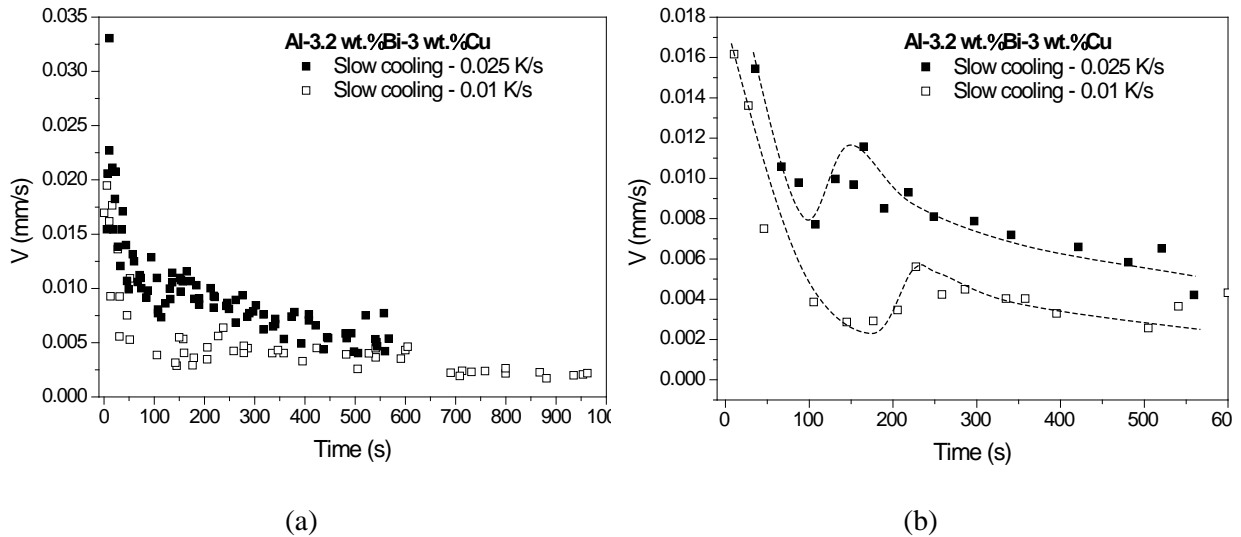 Al-3.2 wt.%Bi-3 wt.%Cu
Slow cooling - 0.025 K/s
Slow cooling - 0.01 K/s
V (mm/s)
0.035
0.030
0.025
0.020
0.015
0.010
0.005
0.000
0 100 200 300 400 500 600 700 800 900 100
Time (s)
(a)
Al-3.2 wt.%Bi-3 wt.%Cu
Slow cooling - 0.025 K/s
Slow cooling - 0.01 K/s
V (mm/s)
0.018
0.016
0.014
0.012
0.010
0.008
0.006
0.004
0.002
0.000
0 100 200 300 400 500 600
Time (s)
(b)